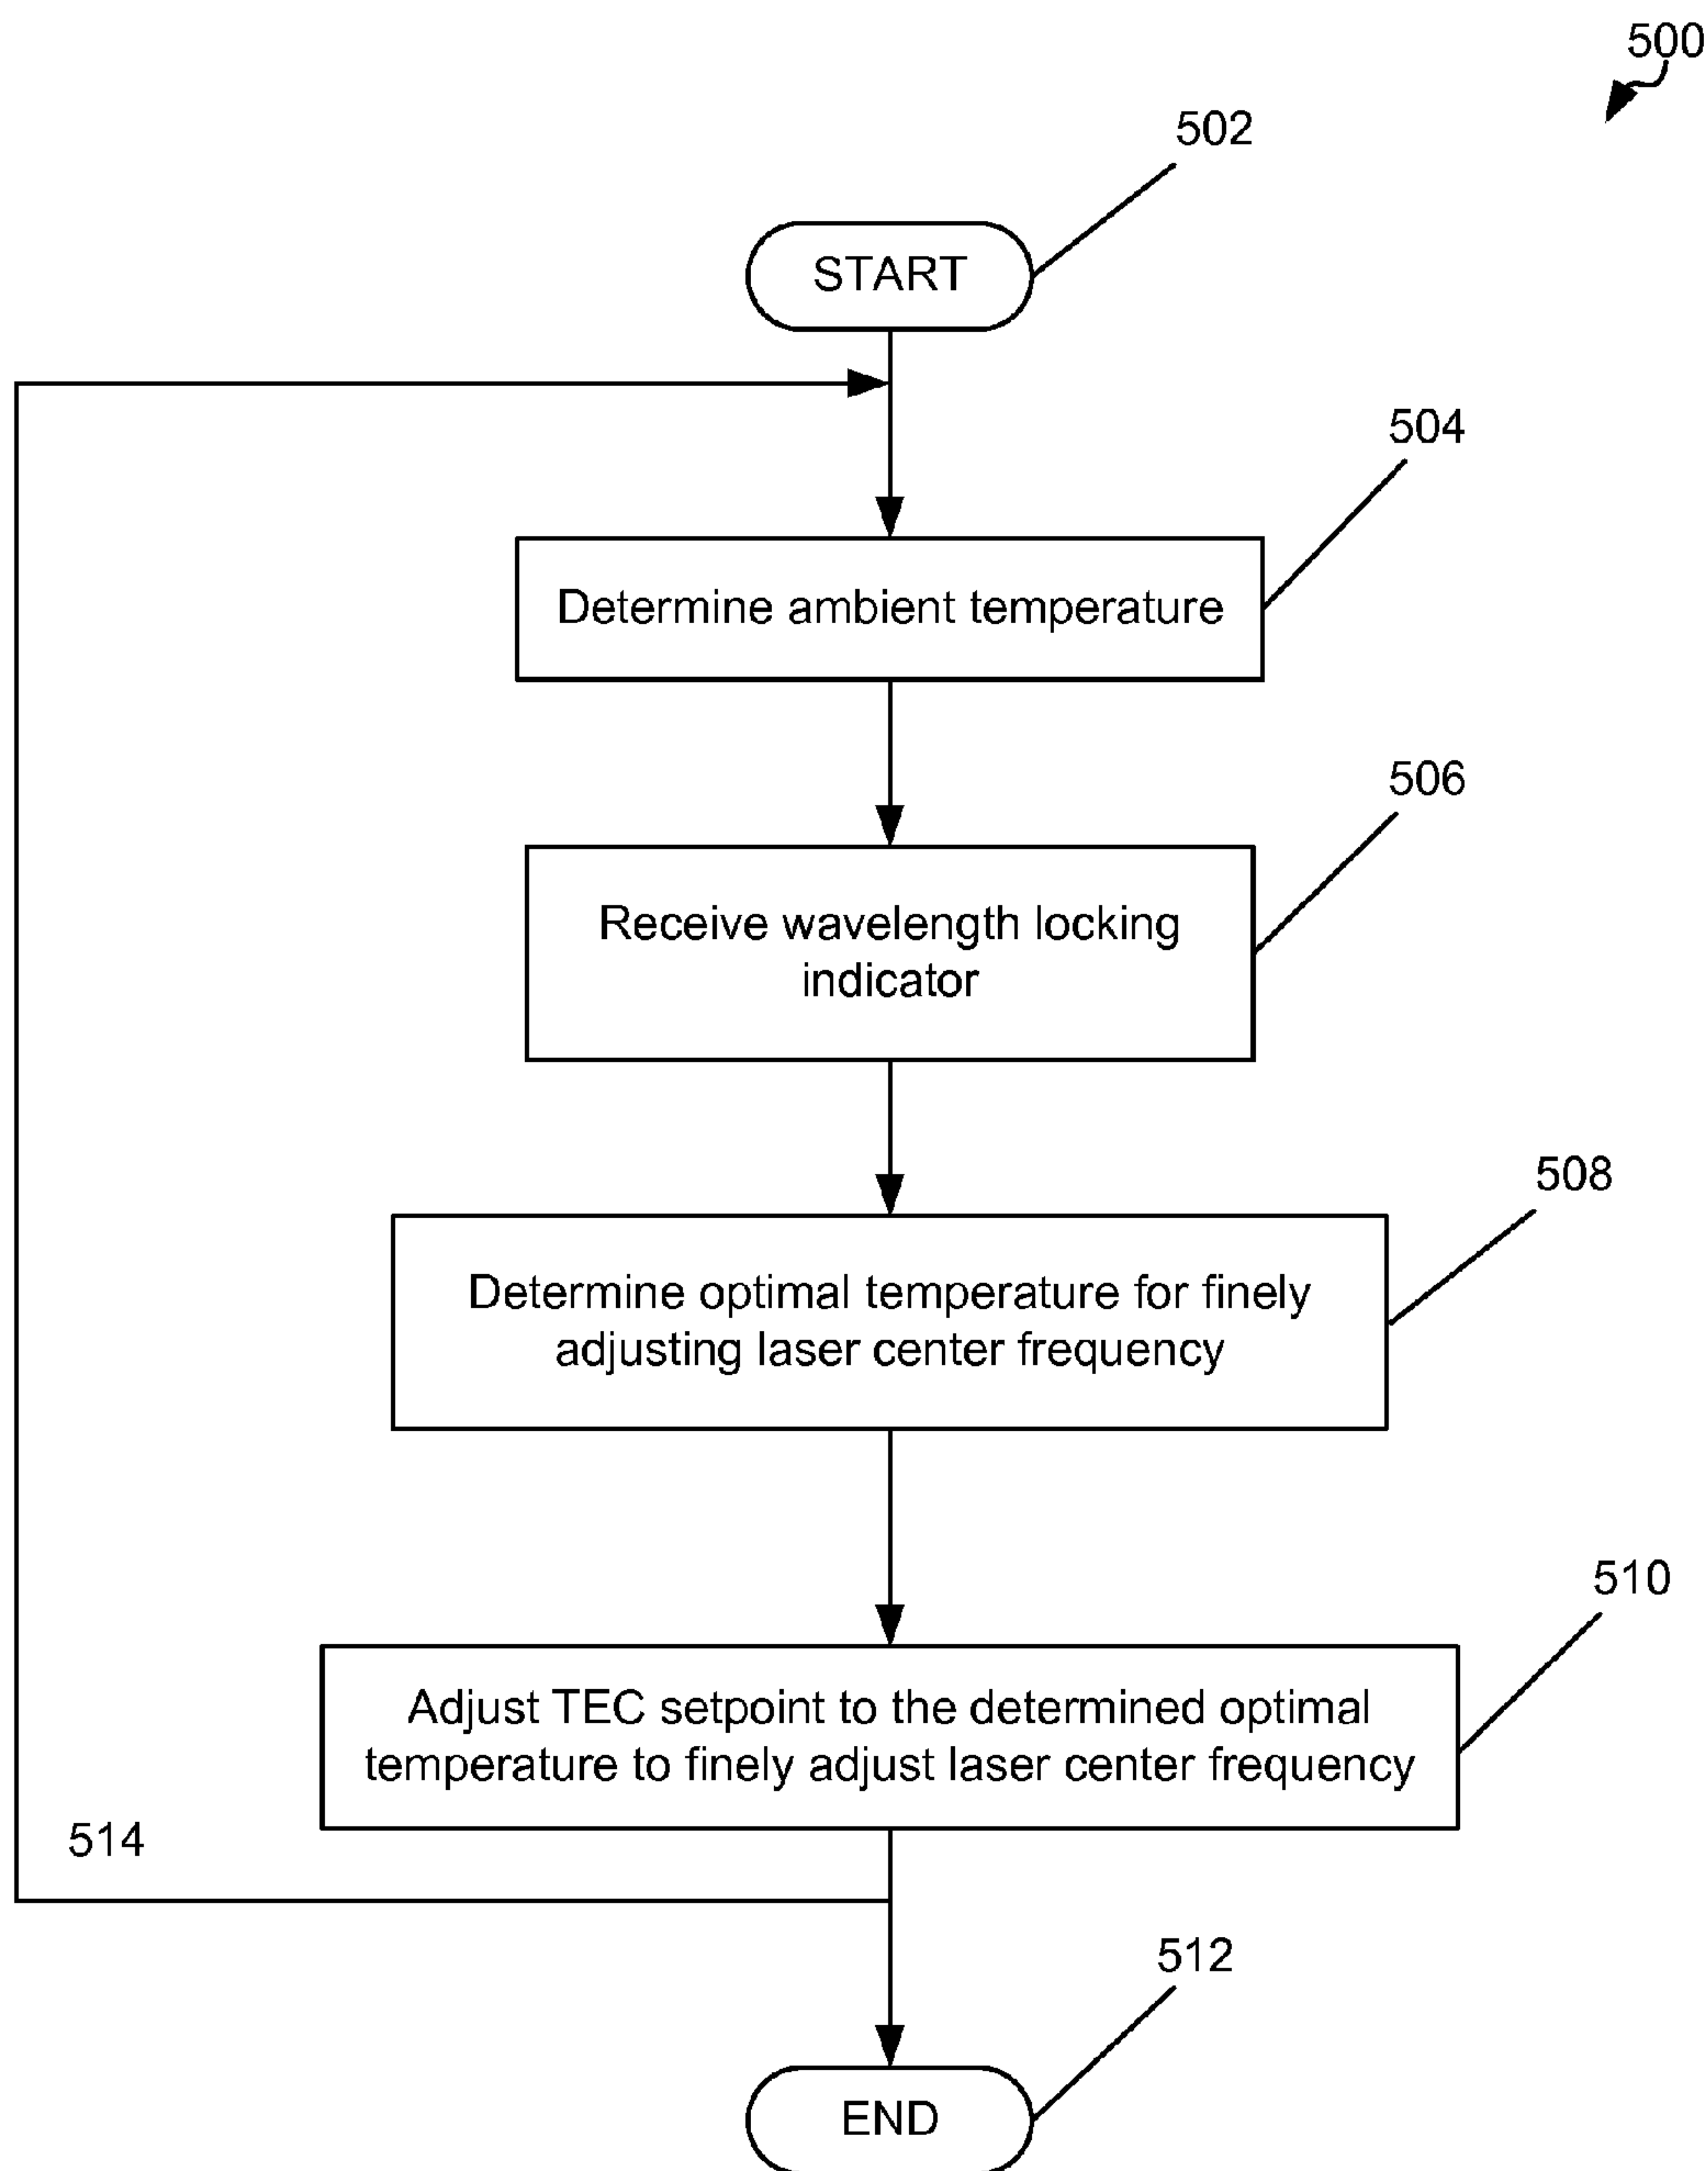 500
502
START
504
Determine ambient temperature
506
Receive wavelength locking
indicator
508
Determine optimal temperature for finely
adjusting laser center frequency
510
Adjust TEC setpoint to the determined optimal
temperature to finely adjust laser center frequency
514
512
END